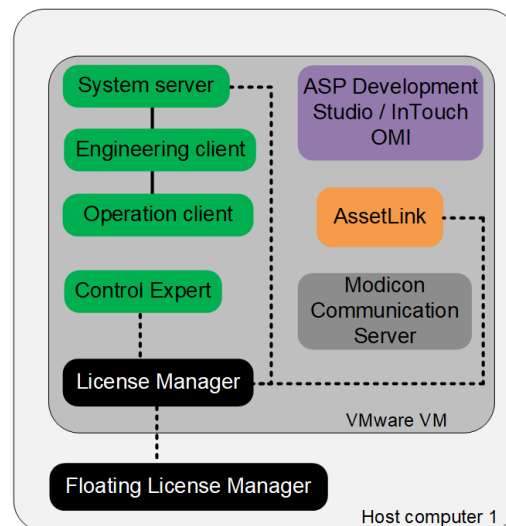 System server
Engineering client
Operation client
Control Expert
License Manager
ASP Development
Studio / InTouch
OMI
AssetLink
Modicon
Communication
Server
VMware VM
Floating License Manager
Host computer 1